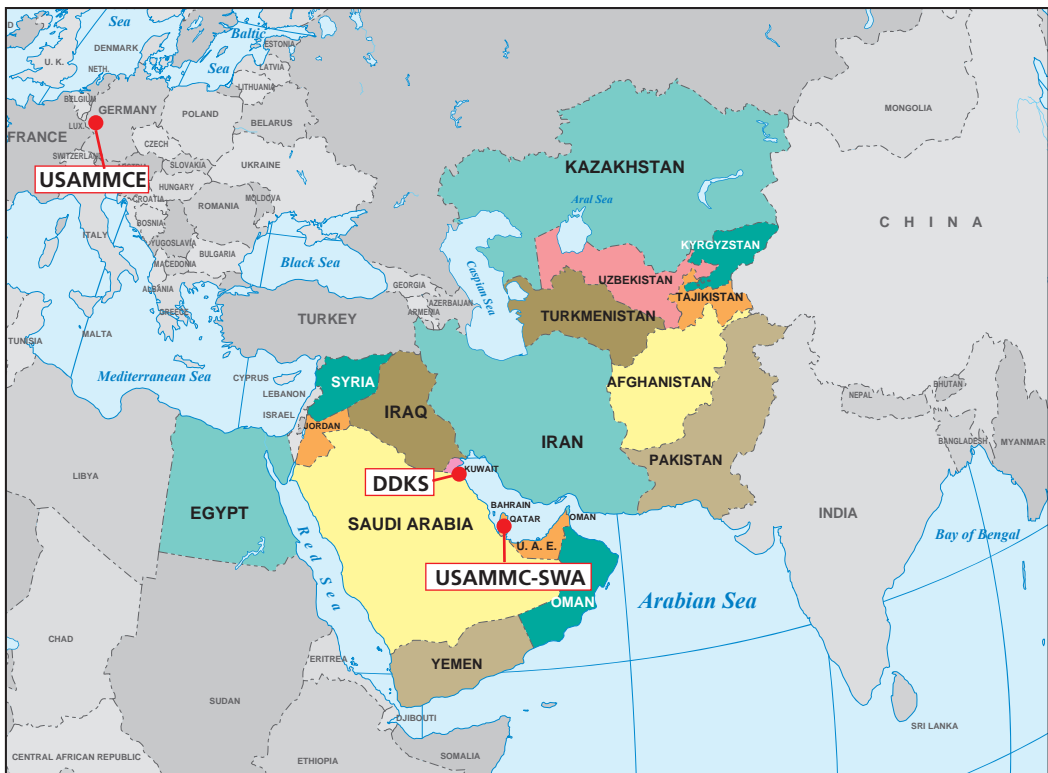 Sea
Baltic
Sea
DENMARK
ESTONIA
U. K.
LATVIA
NETH.
LITHUANIA
BELGIUM
GERMANY
POLAND
BELARUS
MONGOLIA
LUX.
FRANCE
CZECH
SWITZERLAND
SLOVAKIA
UKRAINE
KAZAKHSTAN
USAMMCE
HUNGARY
CROATIA
ROMANIA
MOLDOVA
Aral Sea
BOSNIA
CHINA
ITALY
YUGOSLAVIA
BULGARIA
Black Sea
Caspian Sea
KYRGYZSTAN
MACEDONIA
UZBEKISTAN
ALBANIA
GEORGIA
AZERBAIJAN
ARMENIA
TAJIKISTAN
GREECE
TURKEY
TURKMENISTAN
MALTA
TUNISIA
Mediterranean Sea
CYPRUS
SYRIA
AFGHANISTAN
LEBANON
NEPAL
BHUTAN
ISRAEL
IRAQ
JORDAN
IRAN
BANGLADESH
MYANMAR
PAKISTAN
LIBYA
KUWAIT
DDKS
EGYPT
SAUDI ARABIA
BAHRAIN
QATAR
OMAN
INDIA
Red Sea
U. A. E.
Bay of Bengal
USAMMC-SWA
OMAN
Arabian Sea
CHAD
ERITREA
YEMEN
SUDAN
DJIBOUTI
SRI LANKA
CENTRAL AFRICAN REPUBLIC
ETHIOPIA
SOMALIA